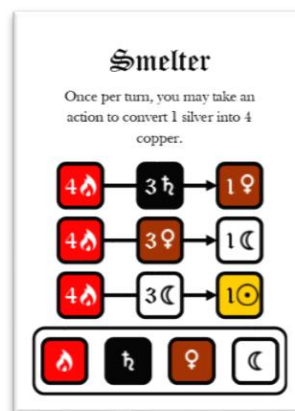 Smelter
Once per turn, you may take an
action to convert 1 silver into 4
copper.
4🔥 3♄ 1♀
4🔥 3♀ 1☾
4🔥 3☾ 1☉
🔥 ♄ ♀ ☾